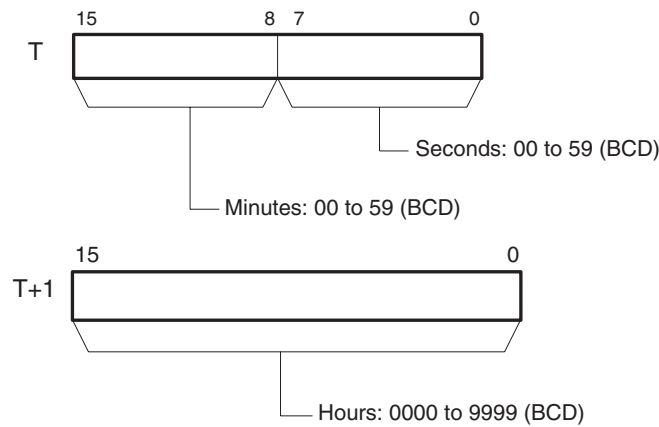 15 8 7 0
T
Seconds: 00 to 59 (BCD)
Minutes: 00 to 59 (BCD)
15 0
T+1
Hours: 0000 to 9999 (BCD)